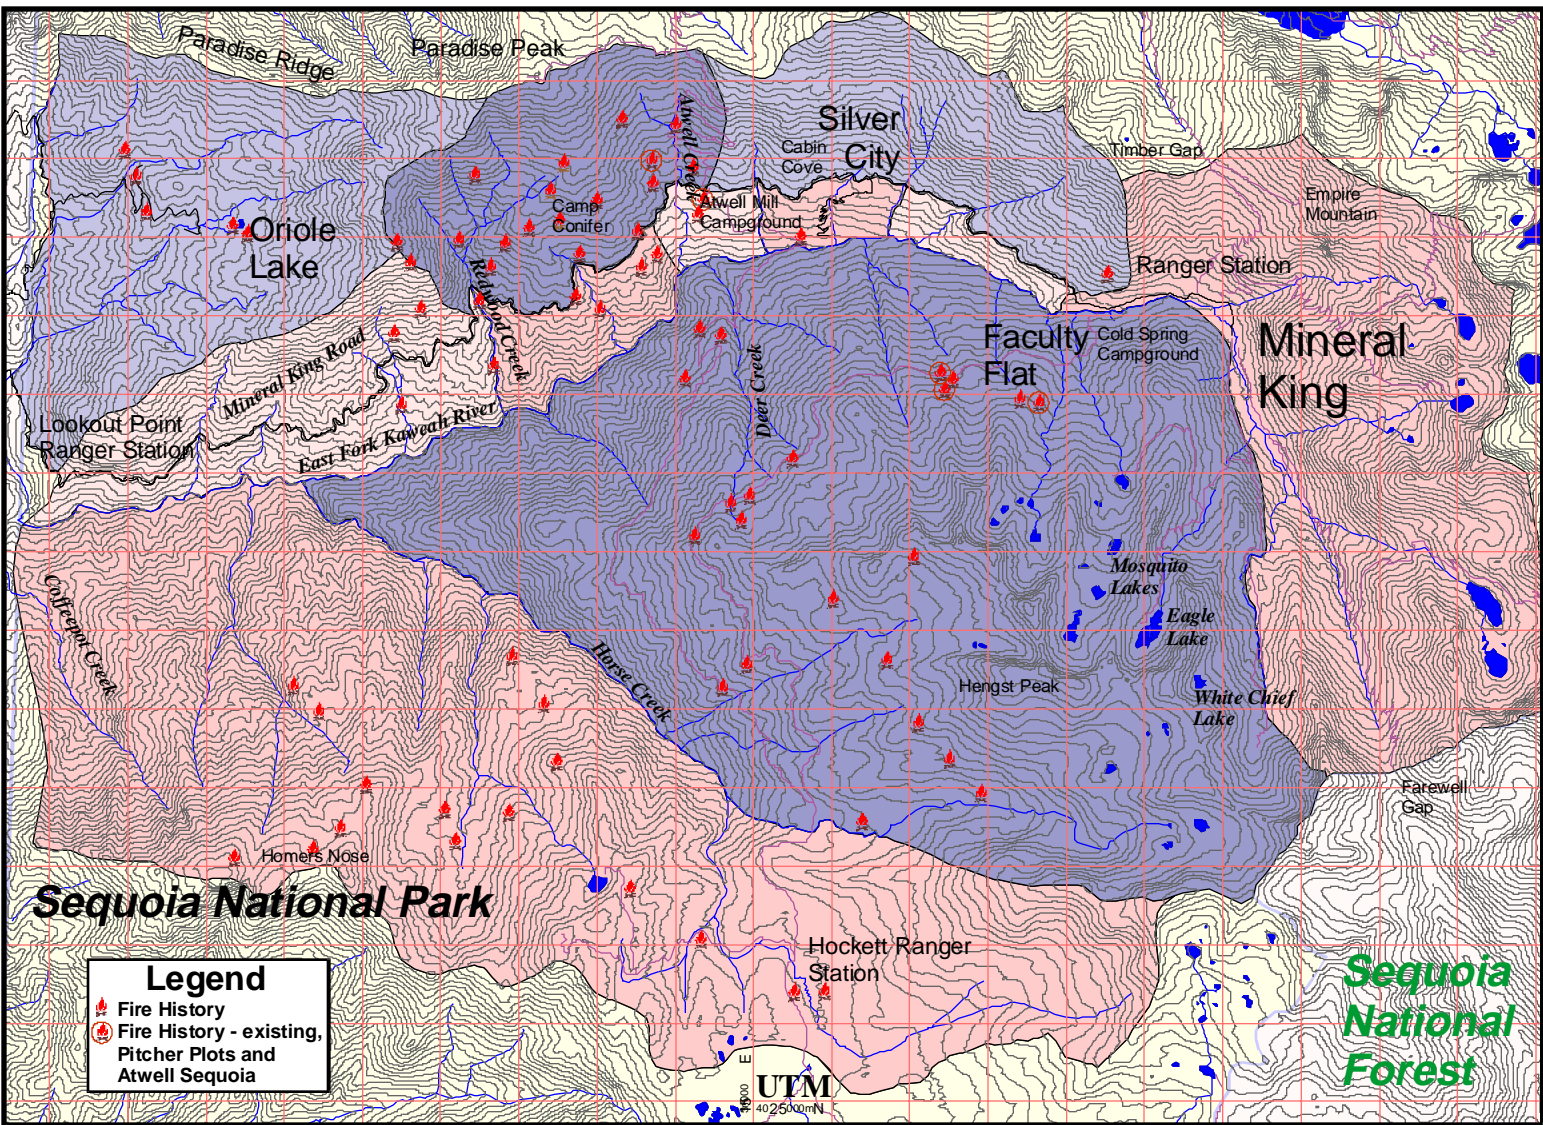 Paradise Ridge
Paradise Peak
Atwell Creek
Silver
City
Cabin
Cove
Timber Gap
Empire
Mountain
Camp
Conifer
Atwell Mill
Campground
Oriole
Lake
Ranger Station
Redwood Creek
Mineral King Road
Faculty
Flat
Cold Spring
Campground
Mineral
King
Deer Creek
Lookout Point
Ranger Station
East Fork Kaweah River
Mosquito
Lakes
Eagle
Lake
Coffeepot Creek
Horse Creek
Hengst Peak
White Chief
Lake
Farewell
Gap
Homers Nose
Sequoia National Park
Hockett Ranger
Station
Sequoia
National
Forest
Legend
Fire History
Fire History - existing,
Pitcher Plots and
Atwell Sequoia
E
UTM
4025000mN